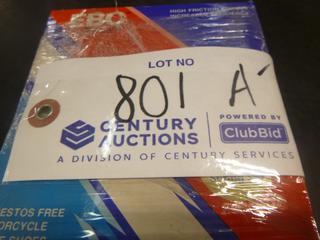 EBC
HIGH FRICTION
INCREASED
LOT NO
801 A
CENTURY
AUCTIONS
POWERED BY
ClubBid
A DIVISION OF CENTURY SERVICES
ESTOS FREE
ORCYCLE
E SHOES